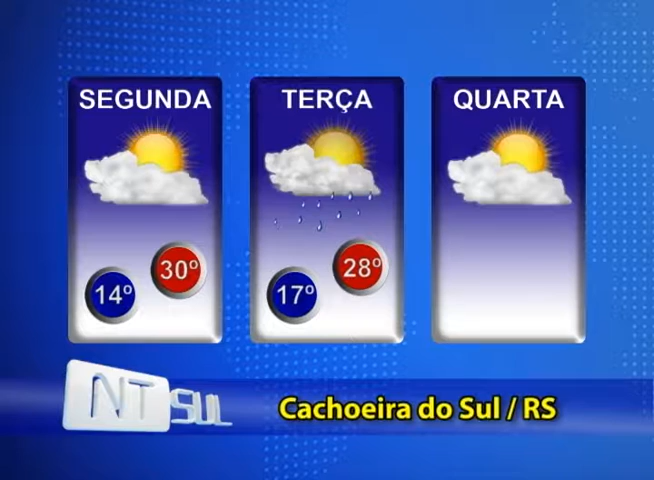 SEGUNDA
14º
30º
TERÇA
17º
28º
QUARTA
NT SUL
Cachoeira do Sul / RS